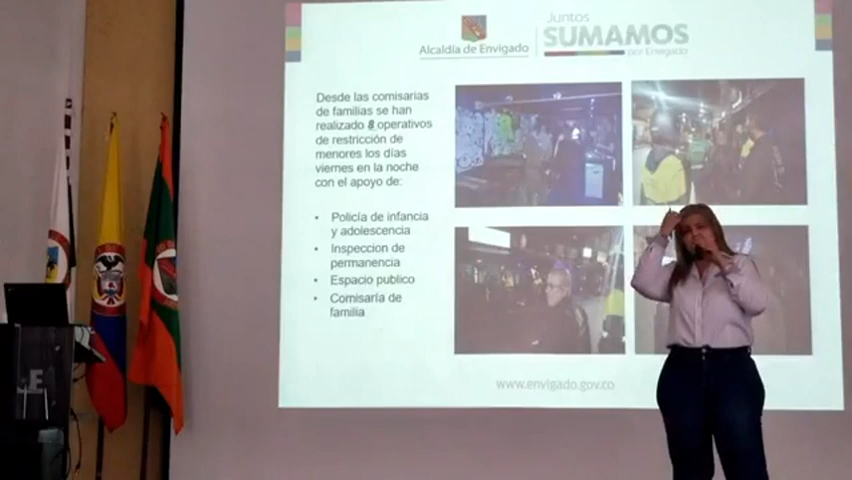 Alcaldía de Envigado
Juntos
SUMAMOS
por Envigado
Desde las comisarias
de familias se han
realizado 8 operativos
de restricción de
menores los días
viernes en la noche
con el apoyo de:
• Policía de infancia
y adolescencia
• Inspeccion de
permanencia
• Espacio publico
• Comisaría de
familia
www.envigado.gov.co